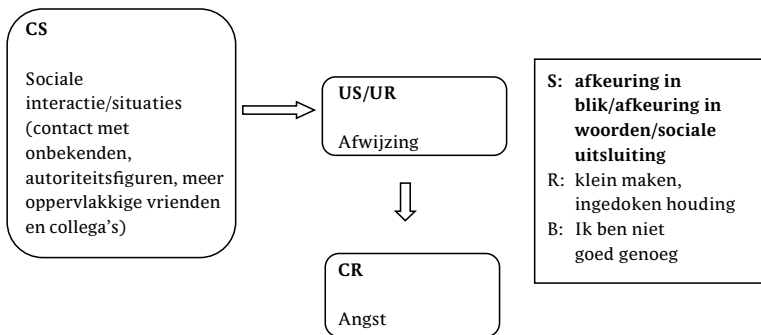 CS
Sociale
interactie/situaties
(contact met
onbekenden,
autoriteitsfiguren, meer
oppervlakkige vrienden
en collega's)
US/UR
Afwijzing
CR
Angst
S: afkeuring in
blik/afkeuring in
woorden/sociale
uitsluiting
R: klein maken,
ingedoken houding
B: Ik ben niet
goed genoeg